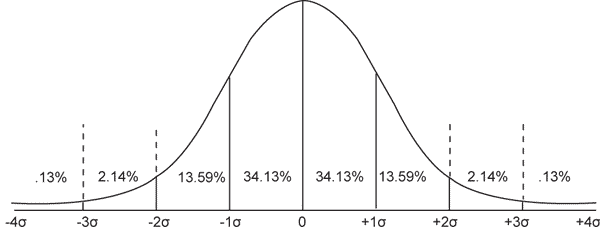 .13% 2.14% 13.59% 34.13% 34.13% 13.59% 2.14% .13%
-4σ -3σ -2σ -1σ 0 +1σ +2σ +3σ +4σ